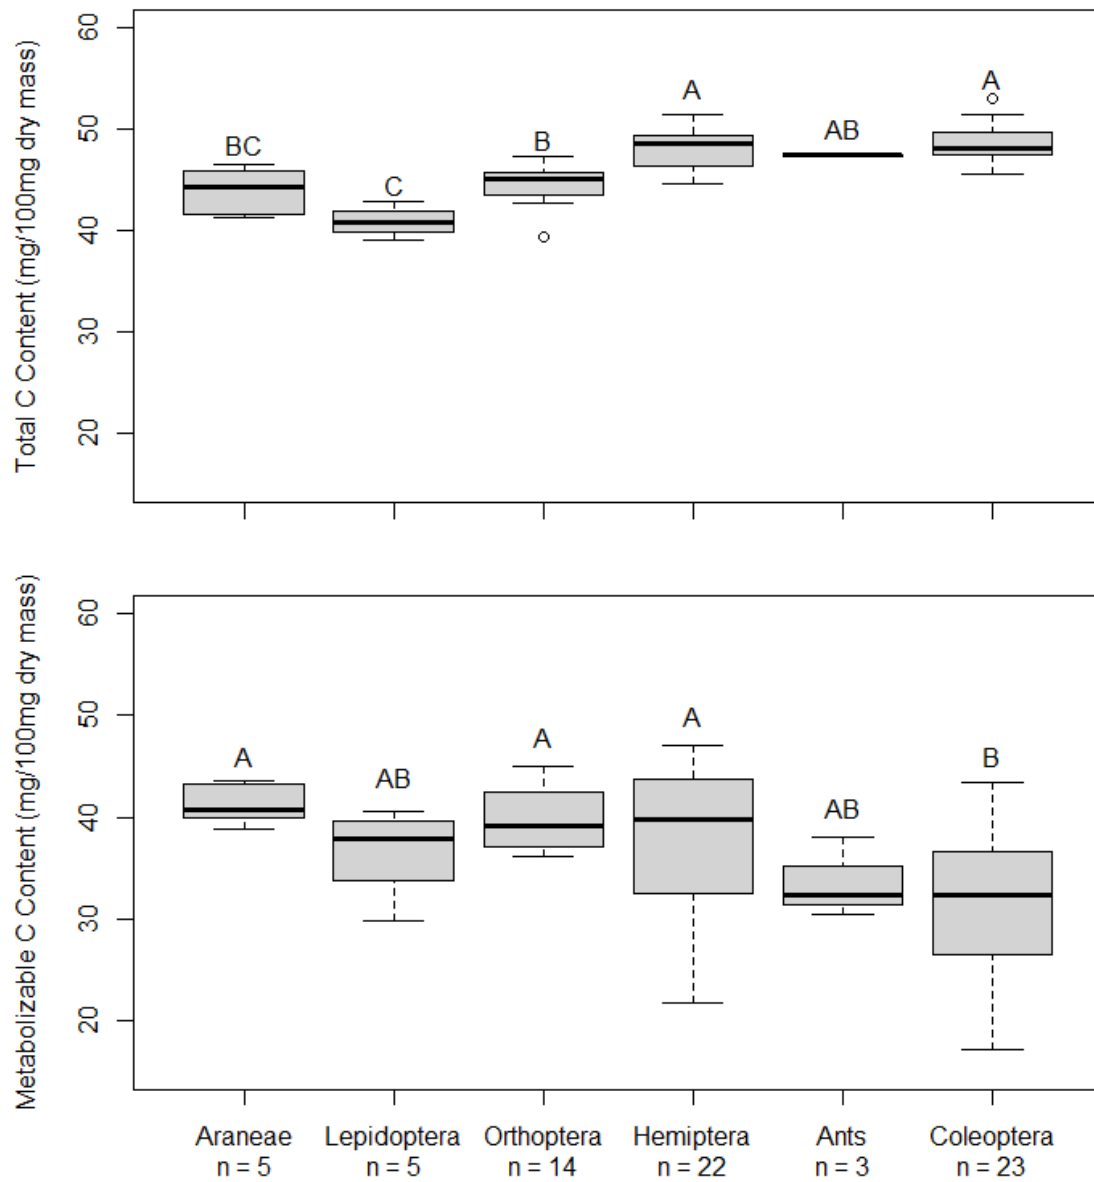 Total C Content (mg/100mg dry mass)
60
50
40
30
20
BC
C
B
A
AB
A
Metabolizable C Content (mg/100mg dry mass)
60
50
40
30
20
A
AB
A
A
AB
B
Araneae Lepidoptera Orthoptera Hemiptera Ants Coleoptera
n = 5 n = 5 n = 14 n = 22 n = 3 n = 23